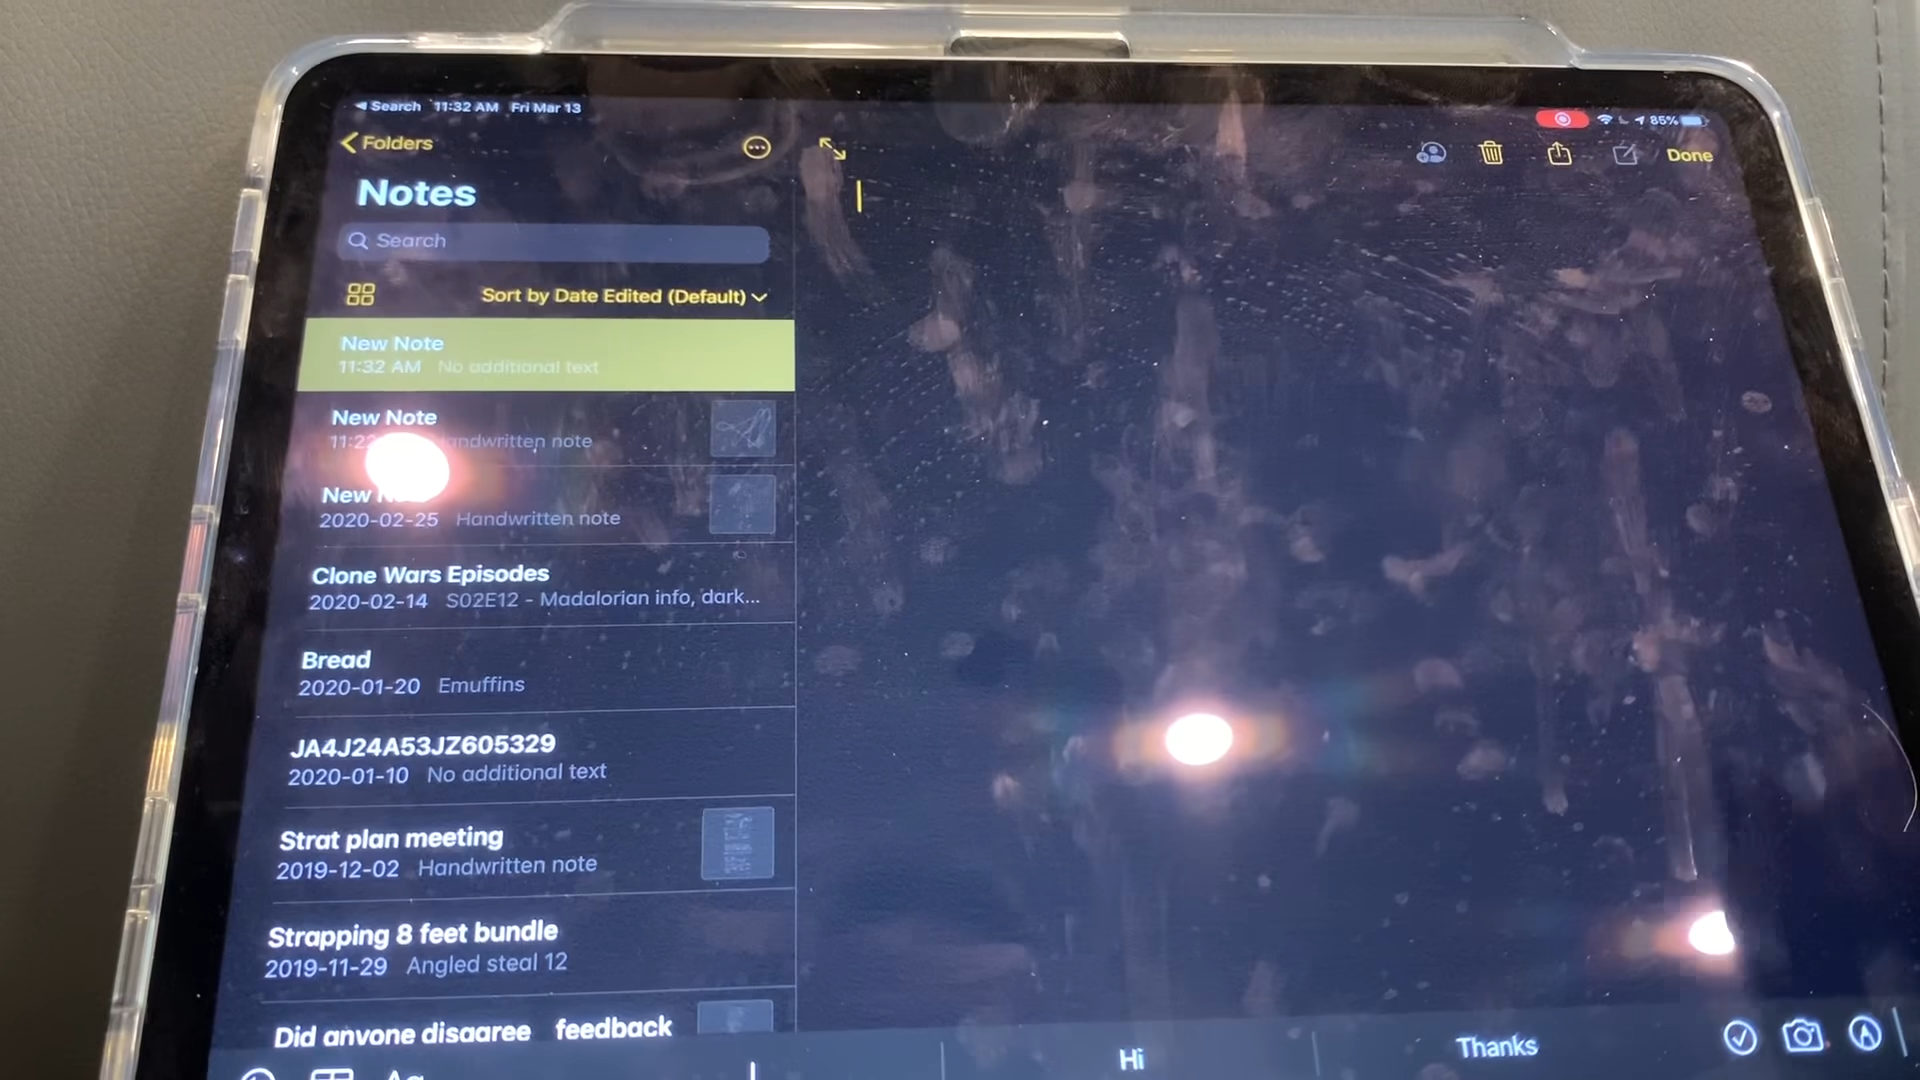 ◀ Search 11:32 AM Fri Mar 13
85%
Folders
Done
Notes
Search
Sort by Date Edited (Default)
New Note
11:32 AM No additional text
New Note
Handwritten note
New
2020-02-25 Handwritten note
Clone Wars Episodes
2020-02-14 S02E12 - Madalorian info, dark...
Bread
2020-01-20 Emuffins
JA4J24A53JZ605329
2020-01-10 No additional text
Strat plan meeting
2019-12-02 Handwritten note
Strapping 8 feet bundle
2019-11-29 Angled steal 12
Did anyone disagree feedback
Aa
I
Hi
Thanks